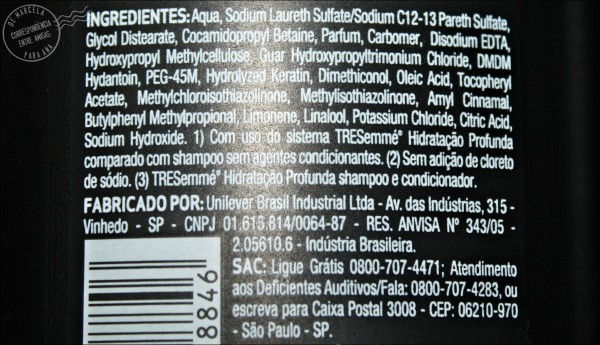 DE MARCELA
CORRESPONDÊNCIA
ENTRE AMIGAS
PARA ANA
INGREDIENTES: Aqua, Sodium Laureth Sulfate/Sodium C12-13 Pareth Sulfate,
Glycol Distearate, Cocamidopropyl Betaine, Parfum, Carbomer, Disodium EDTA,
Hydroxypropyl Methylcellulose, Guar Hydroxypropyltrimonium Chloride, DMDM
Hydantoin, PEG-45M, Hydrolyzed Keratin, Dimethiconol, Oleic Acid, Tocopheryl
Acetate, Methylchloroisothiazolinone, Methylisothiazolinone, Amyl Cinnamal,
Butylphenyl Methylpropional, Limonene, Linalool, Potassium Chloride, Citric Acid,
Sodium Hydroxide. 1) Com uso do sistema TRESemmé® Hidratação Profunda
comparado com shampoo sem agentes condicionantes. (2) Sem adição de cloreto
de sódio. (3) TRESemmé® Hidratação Profunda shampoo e condicionador.
FABRICADO POR: Unilever Brasil Industrial Ltda - Av. das Indústrias, 315 -
Vinhedo - SP - CNPJ 01.615.814/0064-87 - RES. ANVISA Nº 343/05 -
2.05610.6 - Indústria Brasileira.
SAC: Ligue Grátis 0800-707-4471; Atendimento
aos Deficientes Auditivos/Fala: 0800-707-4283, ou
escreva para Caixa Postal 3008 - CEP: 06210-970
- São Paulo - SP.
8846